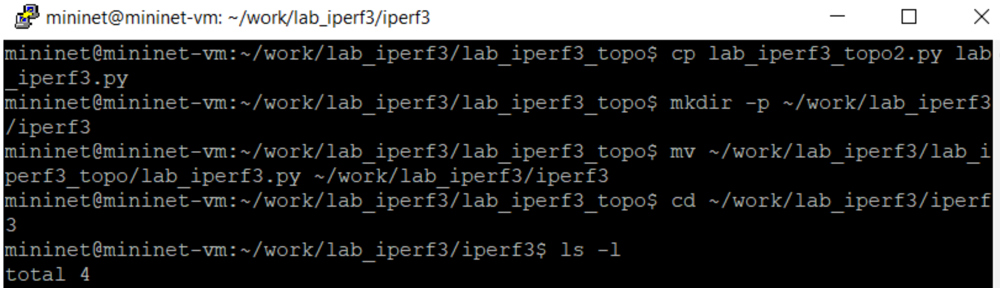 mininet@mininet-vm: ~/work/lab_iperf3/iperf3
mininet@mininet-vm:~/work/lab_iperf3/lab_iperf3_topo$ cp lab_iperf3_topo2.py lab
_iperf3.py
mininet@mininet-vm:~/work/lab_iperf3/lab_iperf3_topo$ mkdir -p ~/work/lab_iperf3
/iperf3
mininet@mininet-vm:~/work/lab_iperf3/lab_iperf3_topo$ mv ~/work/lab_iperf3/lab_i
perf3_topo/lab_iperf3.py ~/work/lab_iperf3/iperf3
mininet@mininet-vm:~/work/lab_iperf3/lab_iperf3_topo$ cd ~/work/lab_iperf3/iperf
3
mininet@mininet-vm:~/work/lab_iperf3/iperf3$ ls -l
total 4